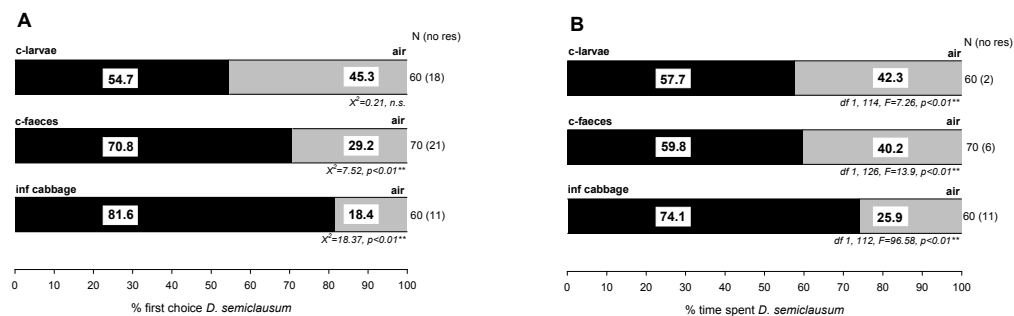 A
N (no res)
c-larvae air
54.7 45.3 60 (18)
X²=0.21, n.s.
c-faeces air
70.8 29.2 70 (21)
X²=7.52, p<0.01**
inf cabbage air
81.6 18.4 60 (11)
X²=18.37, p<0.01**
0 10 20 30 40 50 60 70 80 90 100
% first choice D. semiclausum
B
N (no res)
c-larvae air
57.7 42.3 60 (2)
df 1, 114, F=7.26, p<0.01**
c-faeces air
59.8 40.2 70 (6)
df 1, 126, F=13.9, p<0.01**
inf cabbage air
74.1 25.9 60 (11)
df 1, 112, F=96.58, p<0.01**
0 10 20 30 40 50 60 70 80 90 100
% time spent D. semiclausum